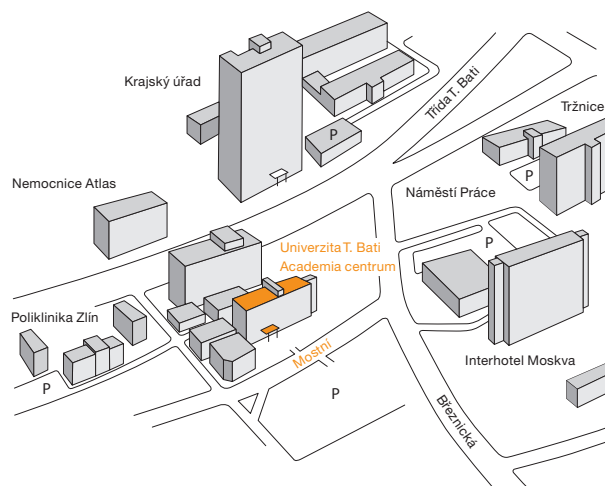 Krajský úřad
P
Třída T. Bati
Tržnice
P
Nemocnice Atlas
Náměstí Práce
Univerzita T. Bati
Academia centrum
P
Poliklinika Zlín
Mostní
Interhotel Moskva
P
P
Březnická